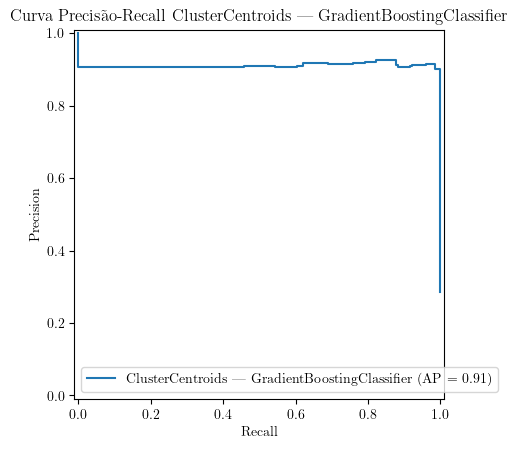 Curva Precisão-Recall ClusterCentroids — GradientBoostingClassifier
1.0
0.8
0.6
0.4
0.2
0.0
Precision
ClusterCentroids — GradientBoostingClassifier (AP = 0.91)
0.0 0.2 0.4 0.6 0.8 1.0
Recall